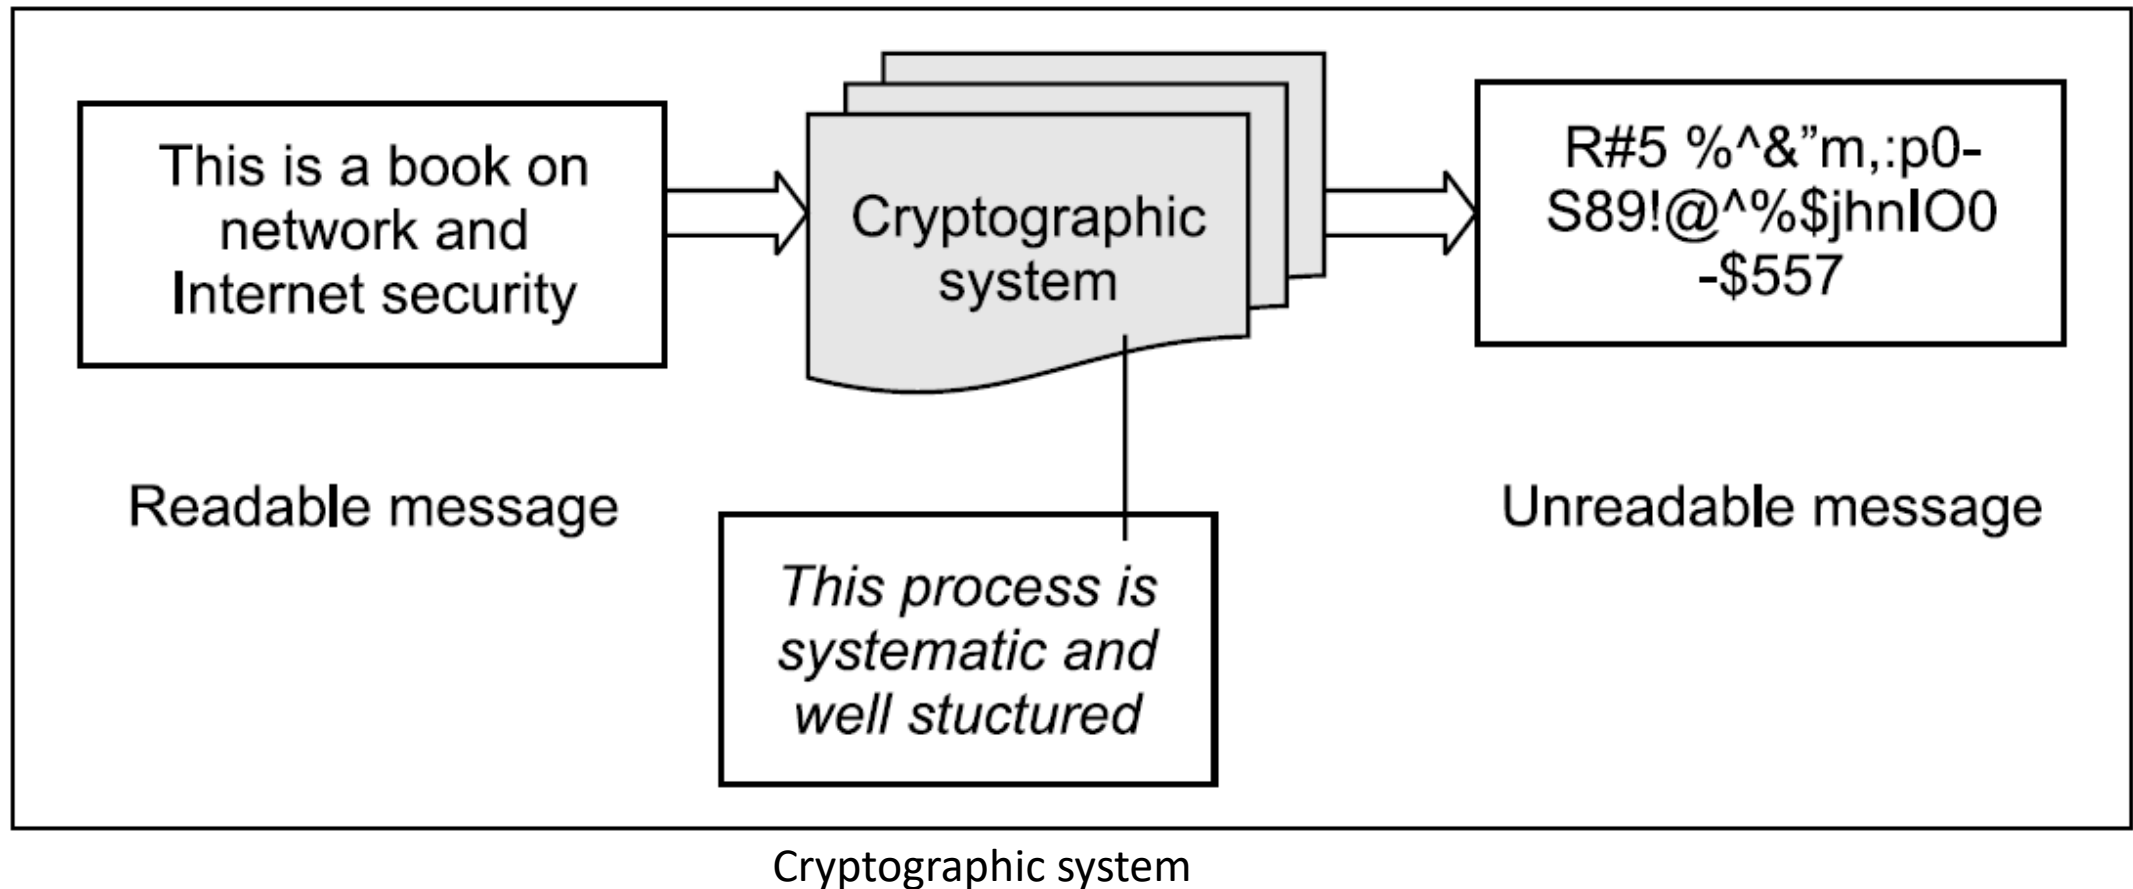 This is a book on
network and
Internet security
Cryptographic
system
R#5 %^&”m,:p0-
S89!@^%$jhnIO0
-$557
Readable message
Unreadable message
This process is
systematic and
well stuctured
Cryptographic system